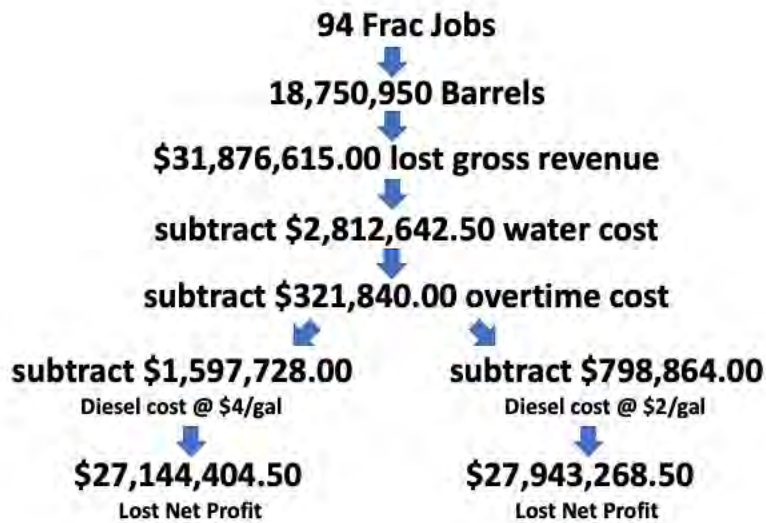 94 Frac Jobs
18,750,950 Barrels
$31,876,615.00 lost gross revenue
subtract $2,812,642.50 water cost
subtract $321,840.00 overtime cost
subtract $1,597,728.00
Diesel cost @ $4/gal
$27,144,404.50
Lost Net Profit
subtract $798,864.00
Diesel cost @ $2/gal
$27,943,268.50
Lost Net Profit